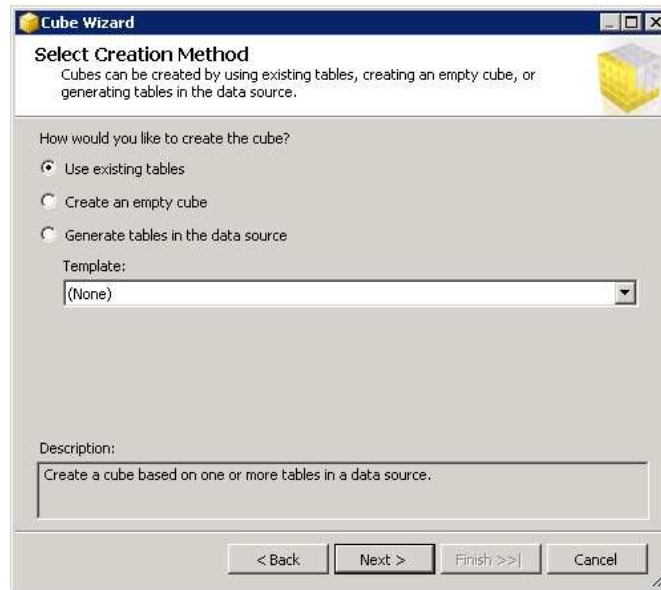 Cube Wizard
Select Creation Method
Cubes can be created by using existing tables, creating an empty cube, or
generating tables in the data source.
How would you like to create the cube?
Use existing tables
Create an empty cube
Generate tables in the data source
Template:
(None)
Description:
Create a cube based on one or more tables in a data source.
< Back
Next >
Finish >>|
Cancel